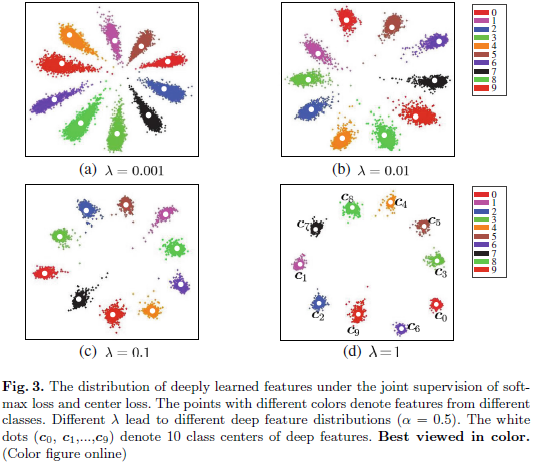 0
1
2
3
4
5
6
7
8
9
(a) λ = 0.001
(b) λ = 0.01
0
1
2
3
4
5
6
7
8
9
c8
c4
c7
c5
c3
c1
c2
c0
c9
c6
(c) λ = 0.1
(d) λ = 1
Fig. 3. The distribution of deeply learned features under the joint supervision of soft-
max loss and center loss. The points with different colors denote features from different
classes. Different λ lead to different deep feature distributions (α = 0.5). The white
dots (c0, c1,...,c9) denote 10 class centers of deep features. Best viewed in color.
(Color figure online)